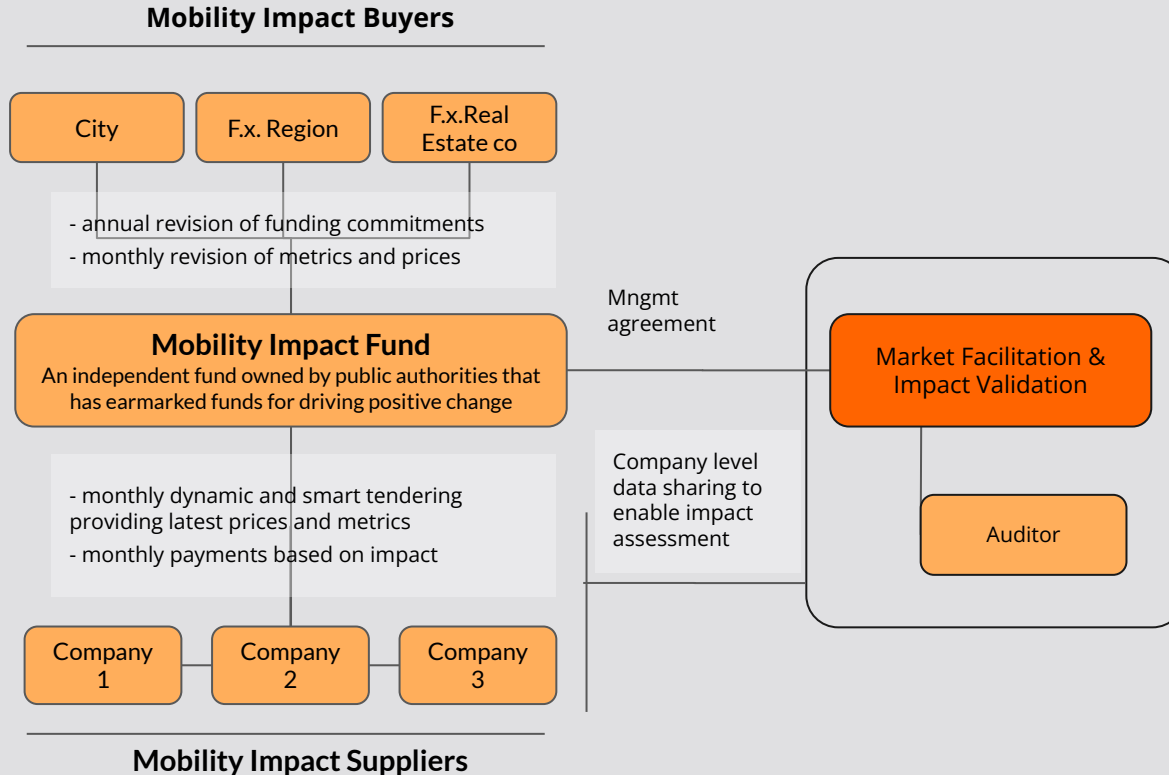 Mobility Impact Buyers
City
F.x. Region
F.x.Real
Estate co
- annual revision of funding commitments
- monthly revision of metrics and prices
Mngmt
agreement
Mobility Impact Fund
An independent fund owned by public authorities that
has earmarked funds for driving positive change
Market Facilitation &
Impact Validation
- monthly dynamic and smart tendering
providing latest prices and metrics
- monthly payments based on impact
Company level
data sharing to
enable impact
assessment
Auditor
Company
1
Company
2
Company
3
Mobility Impact Suppliers